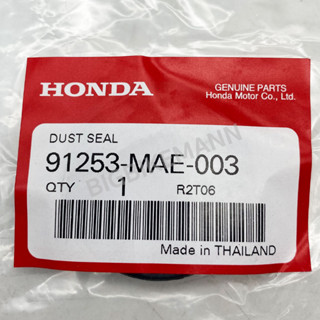 HONDA
GENUINE PARTS
Honda Motor Co., Ltd.
DUST SEAL
91253-MAE-003
QTY 1 R2T06
Made in THAILAND